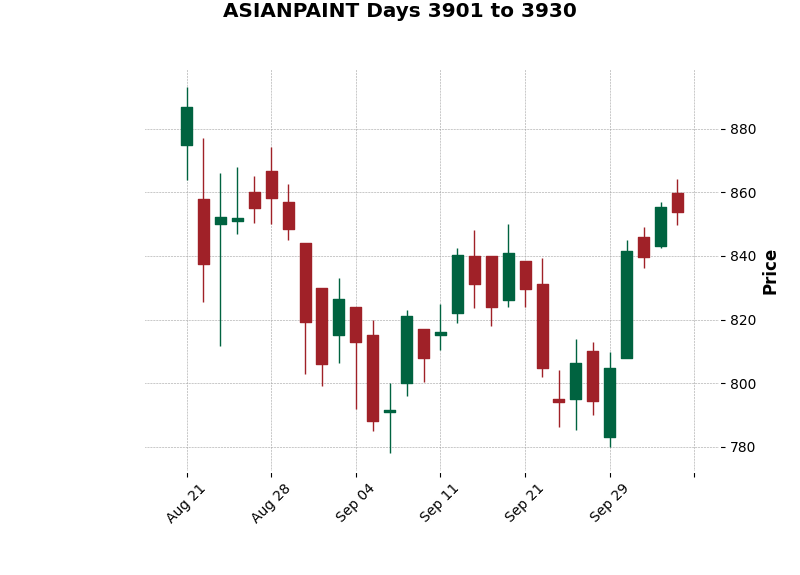 ASIANPAINT Days 3901 to 3930
880
860
840
820
800
780
Price
Aug 21
Aug 28
Sep 04
Sep 11
Sep 21
Sep 29